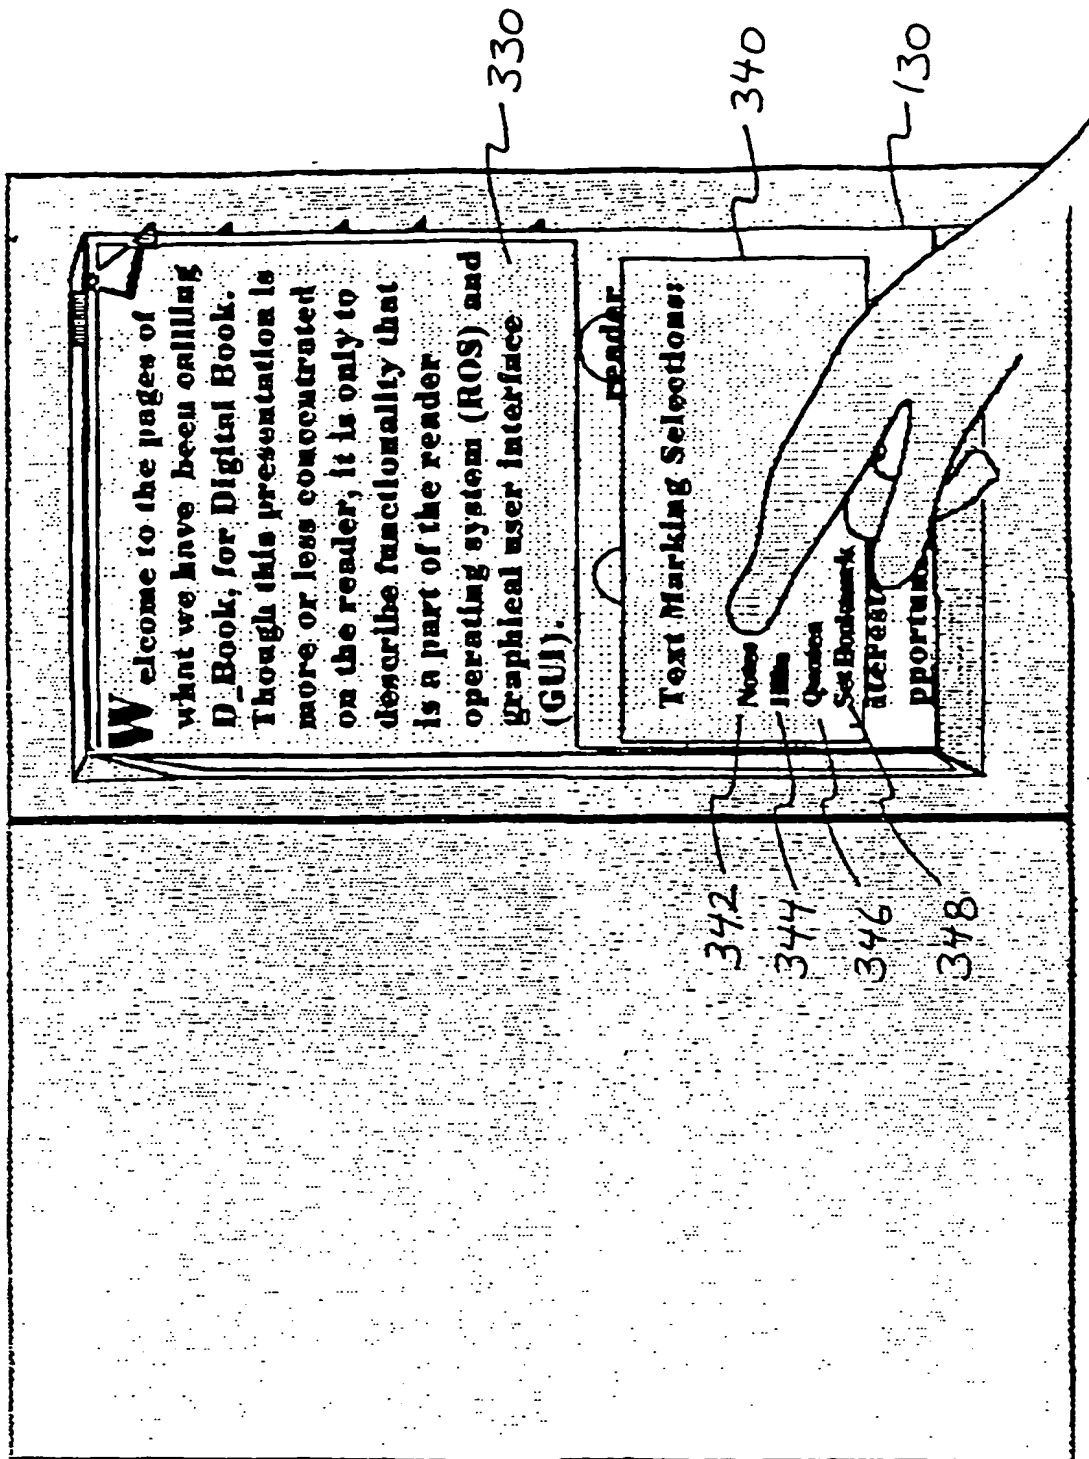 Welcome to the pages of
what we have been callling
D_Book, for Digital Book.
Though this presentation is
more or less concentrated
on the reader, it is only to
describe functionality that
is a part of the reader
operating system (ROS) and
graphical user interface
(GUI).
reader
Text Marking Selections:
Notes
Quotes
Set Bookmark
pportun
330
340
130
342
344
346
348